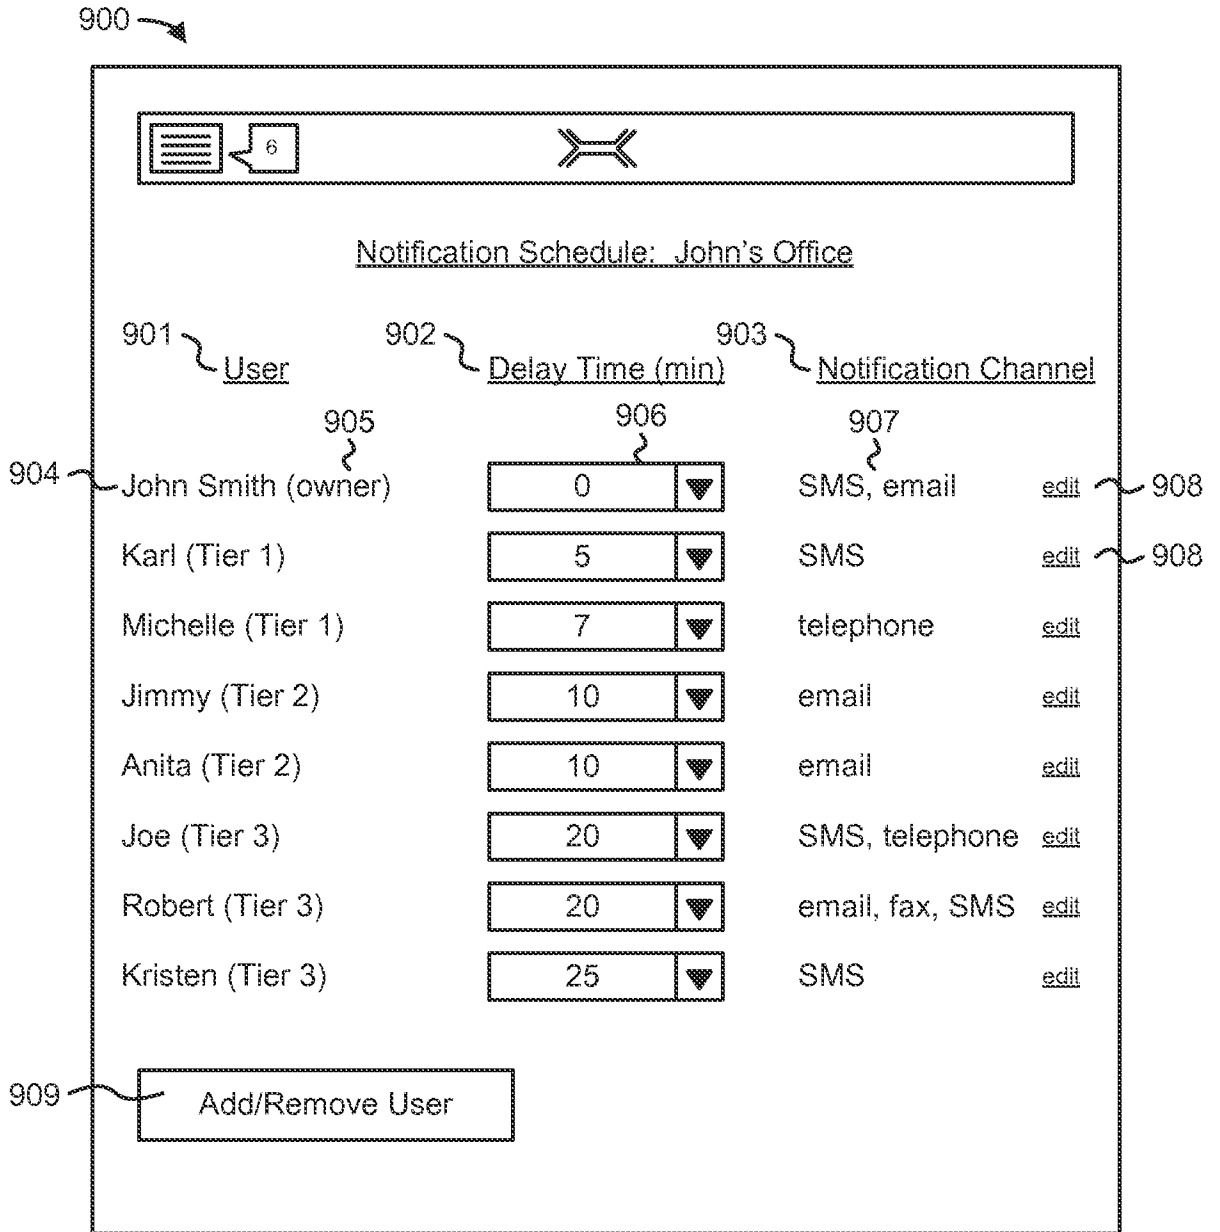 900
6
Notification Schedule: John's Office
901 902 903
User Delay Time (min) Notification Channel
905 906 907
904 John Smith (owner) 0 SMS, email edit 908
Karl (Tier 1) 5 SMS edit 908
Michelle (Tier 1) 7 telephone edit
Jimmy (Tier 2) 10 email edit
Anita (Tier 2) 10 email edit
Joe (Tier 3) 20 SMS, telephone edit
Robert (Tier 3) 20 email, fax, SMS edit
Kristen (Tier 3) 25 SMS edit
909 Add/Remove User